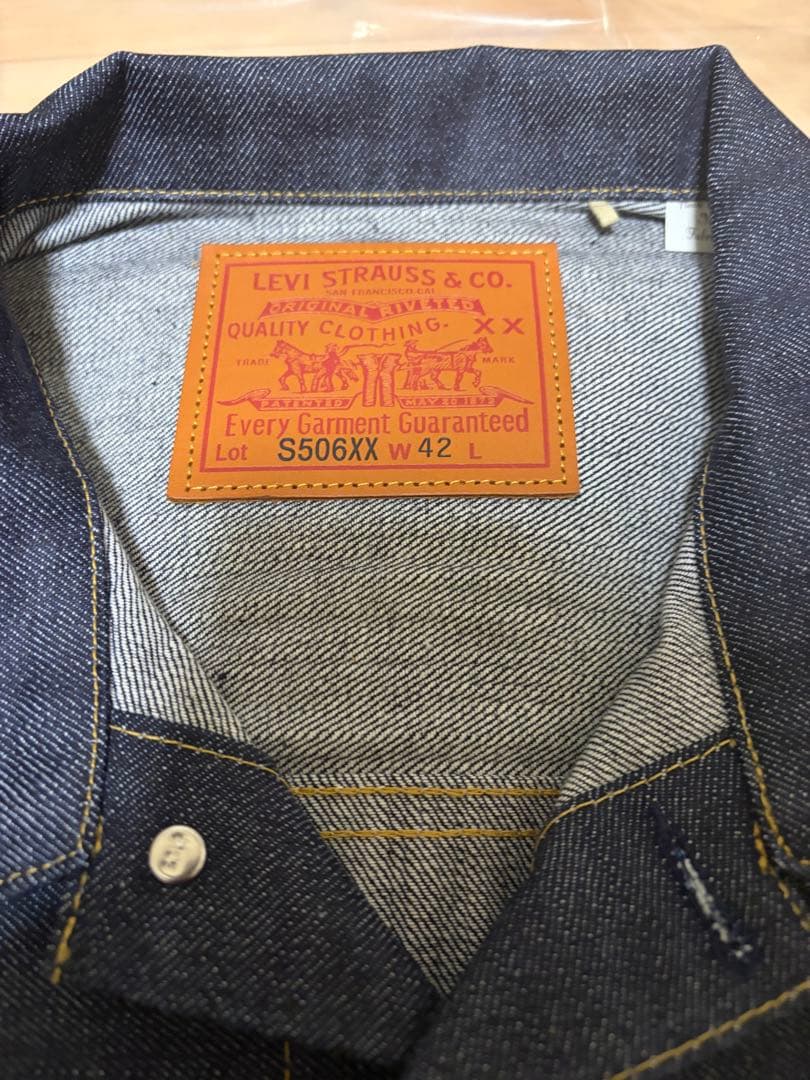 LEVI STRAUSS & CO.
SAN FRANCISCO-CAL
ORIGINAL RIVETED
QUALITY CLOTHING. XX
TRADE MARK
PATENTED MAY 20 1873
Every Garment Guaranteed
Lot S506XX W 42 L